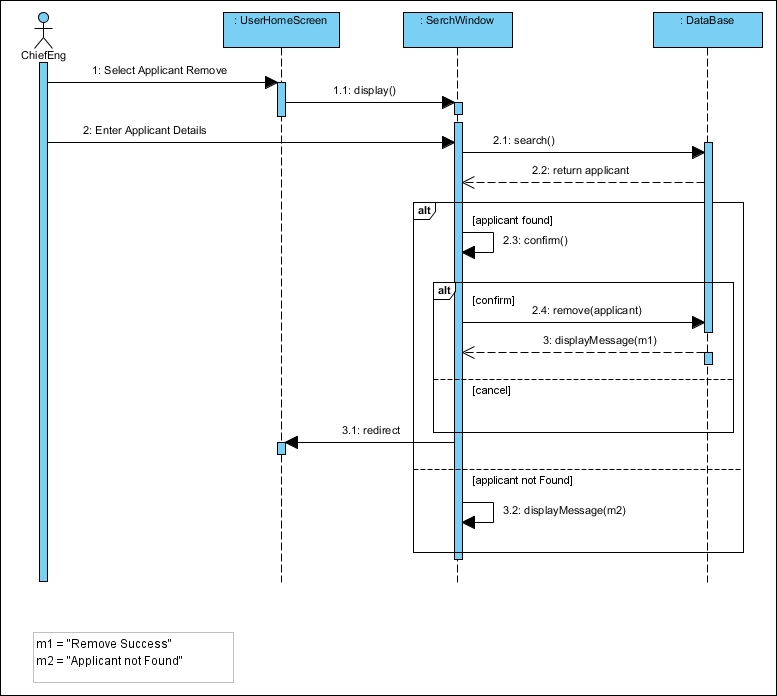 : UserHomeScreen
: SerchWindow
: DataBase
ChiefEng
1: Select Applicant Remove
1.1: display()
2: Enter Applicant Details
2.1: search()
2.2: return applicant
alt
[applicant found]
2.3: confirm()
alt
[confirm]
2.4: remove(applicant)
3: displayMessage(m1)
[cancel]
3.1: redirect
[applicant not Found]
3.2: displayMessage(m2)
m1 = "Remove Success"
m2 = "Applicant not Found"